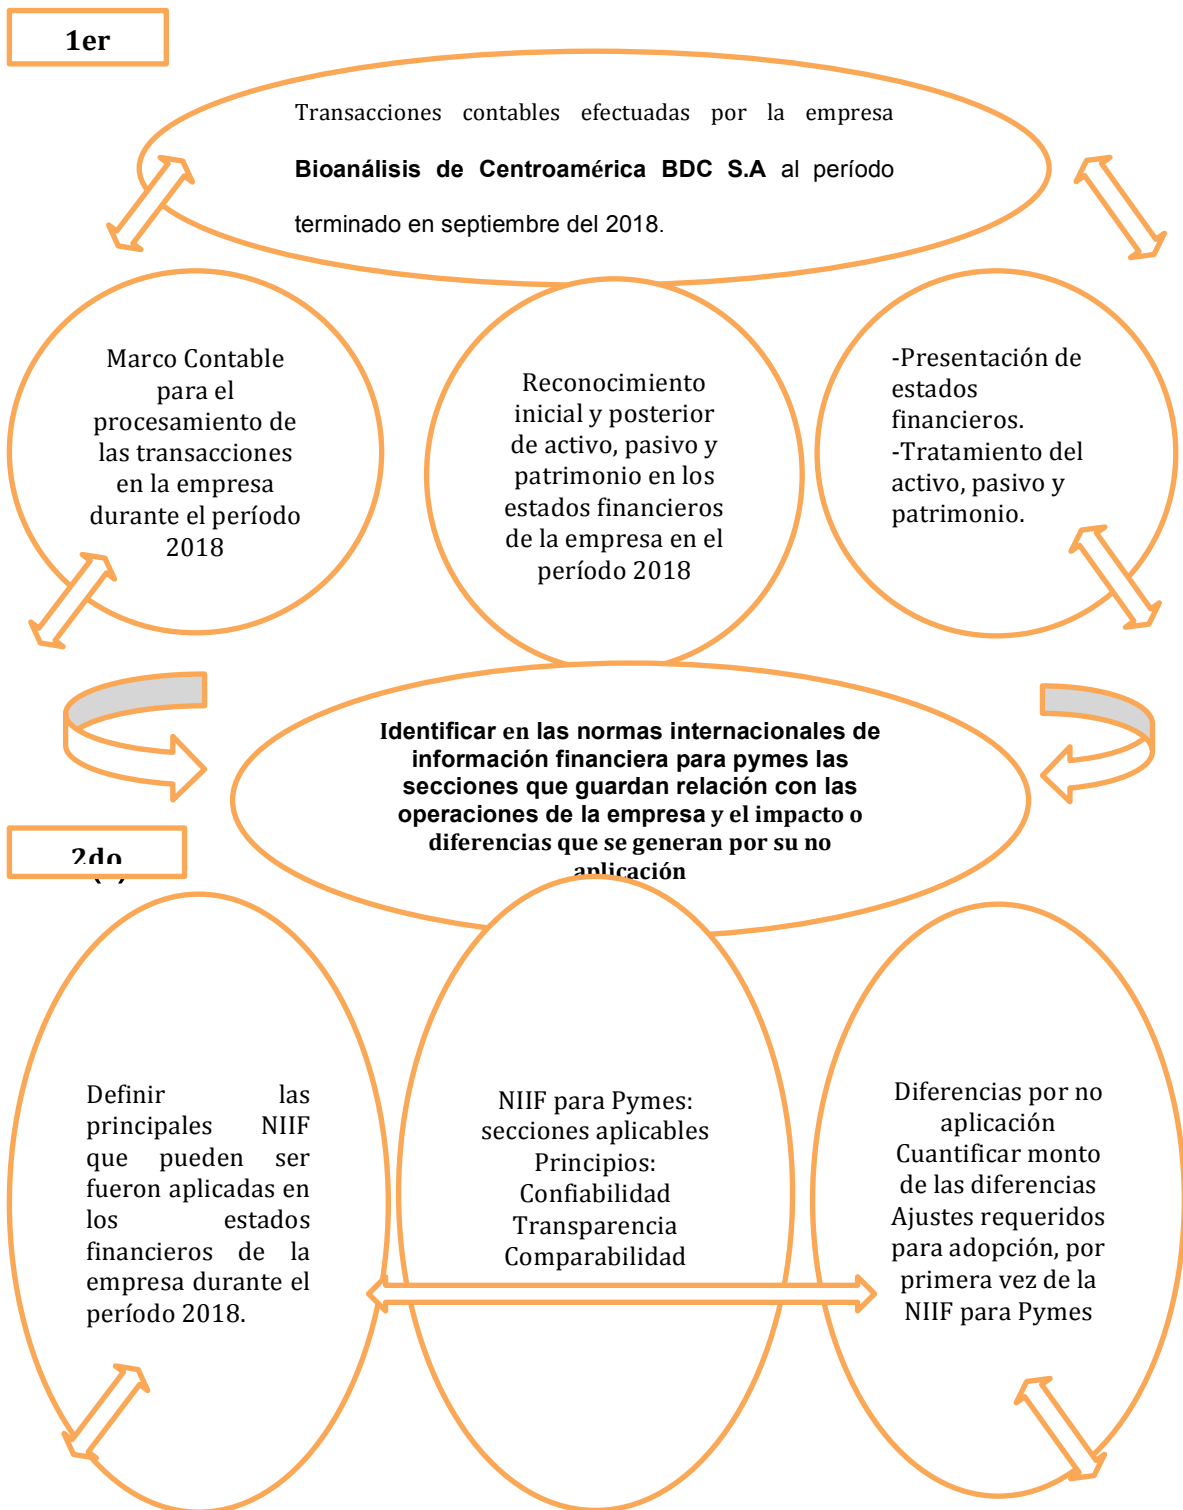 1er
Transacciones contables efectuadas por la empresa
Bioanálisis de Centroamérica BDC S.A al período
terminado en septiembre del 2018.
Marco Contable
para el
procesamiento de
las transacciones
en la empresa
durante el período
2018
Reconocimiento
inicial y posterior
de activo, pasivo y
patrimonio en los
estados financieros
de la empresa en el
período 2018
-Presentación de
estados
financieros.
-Tratamiento del
activo, pasivo y
patrimonio.
Identificar en las normas internacionales de
información financiera para pymes las
secciones que guardan relación con las
operaciones de la empresa y el impacto o
diferencias que se generan por su no
aplicación
2do
Definir las
principales NIIF
que pueden ser
fueron aplicadas en
los estados
financieros de la
empresa durante el
período 2018.
NIIF para Pymes:
secciones aplicables
Principios:
Confiabilidad
Transparencia
Comparabilidad
Diferencias por no
aplicación
Cuantificar monto
de las diferencias
Ajustes requeridos
para adopción, por
primera vez de la
NIIF para Pymes